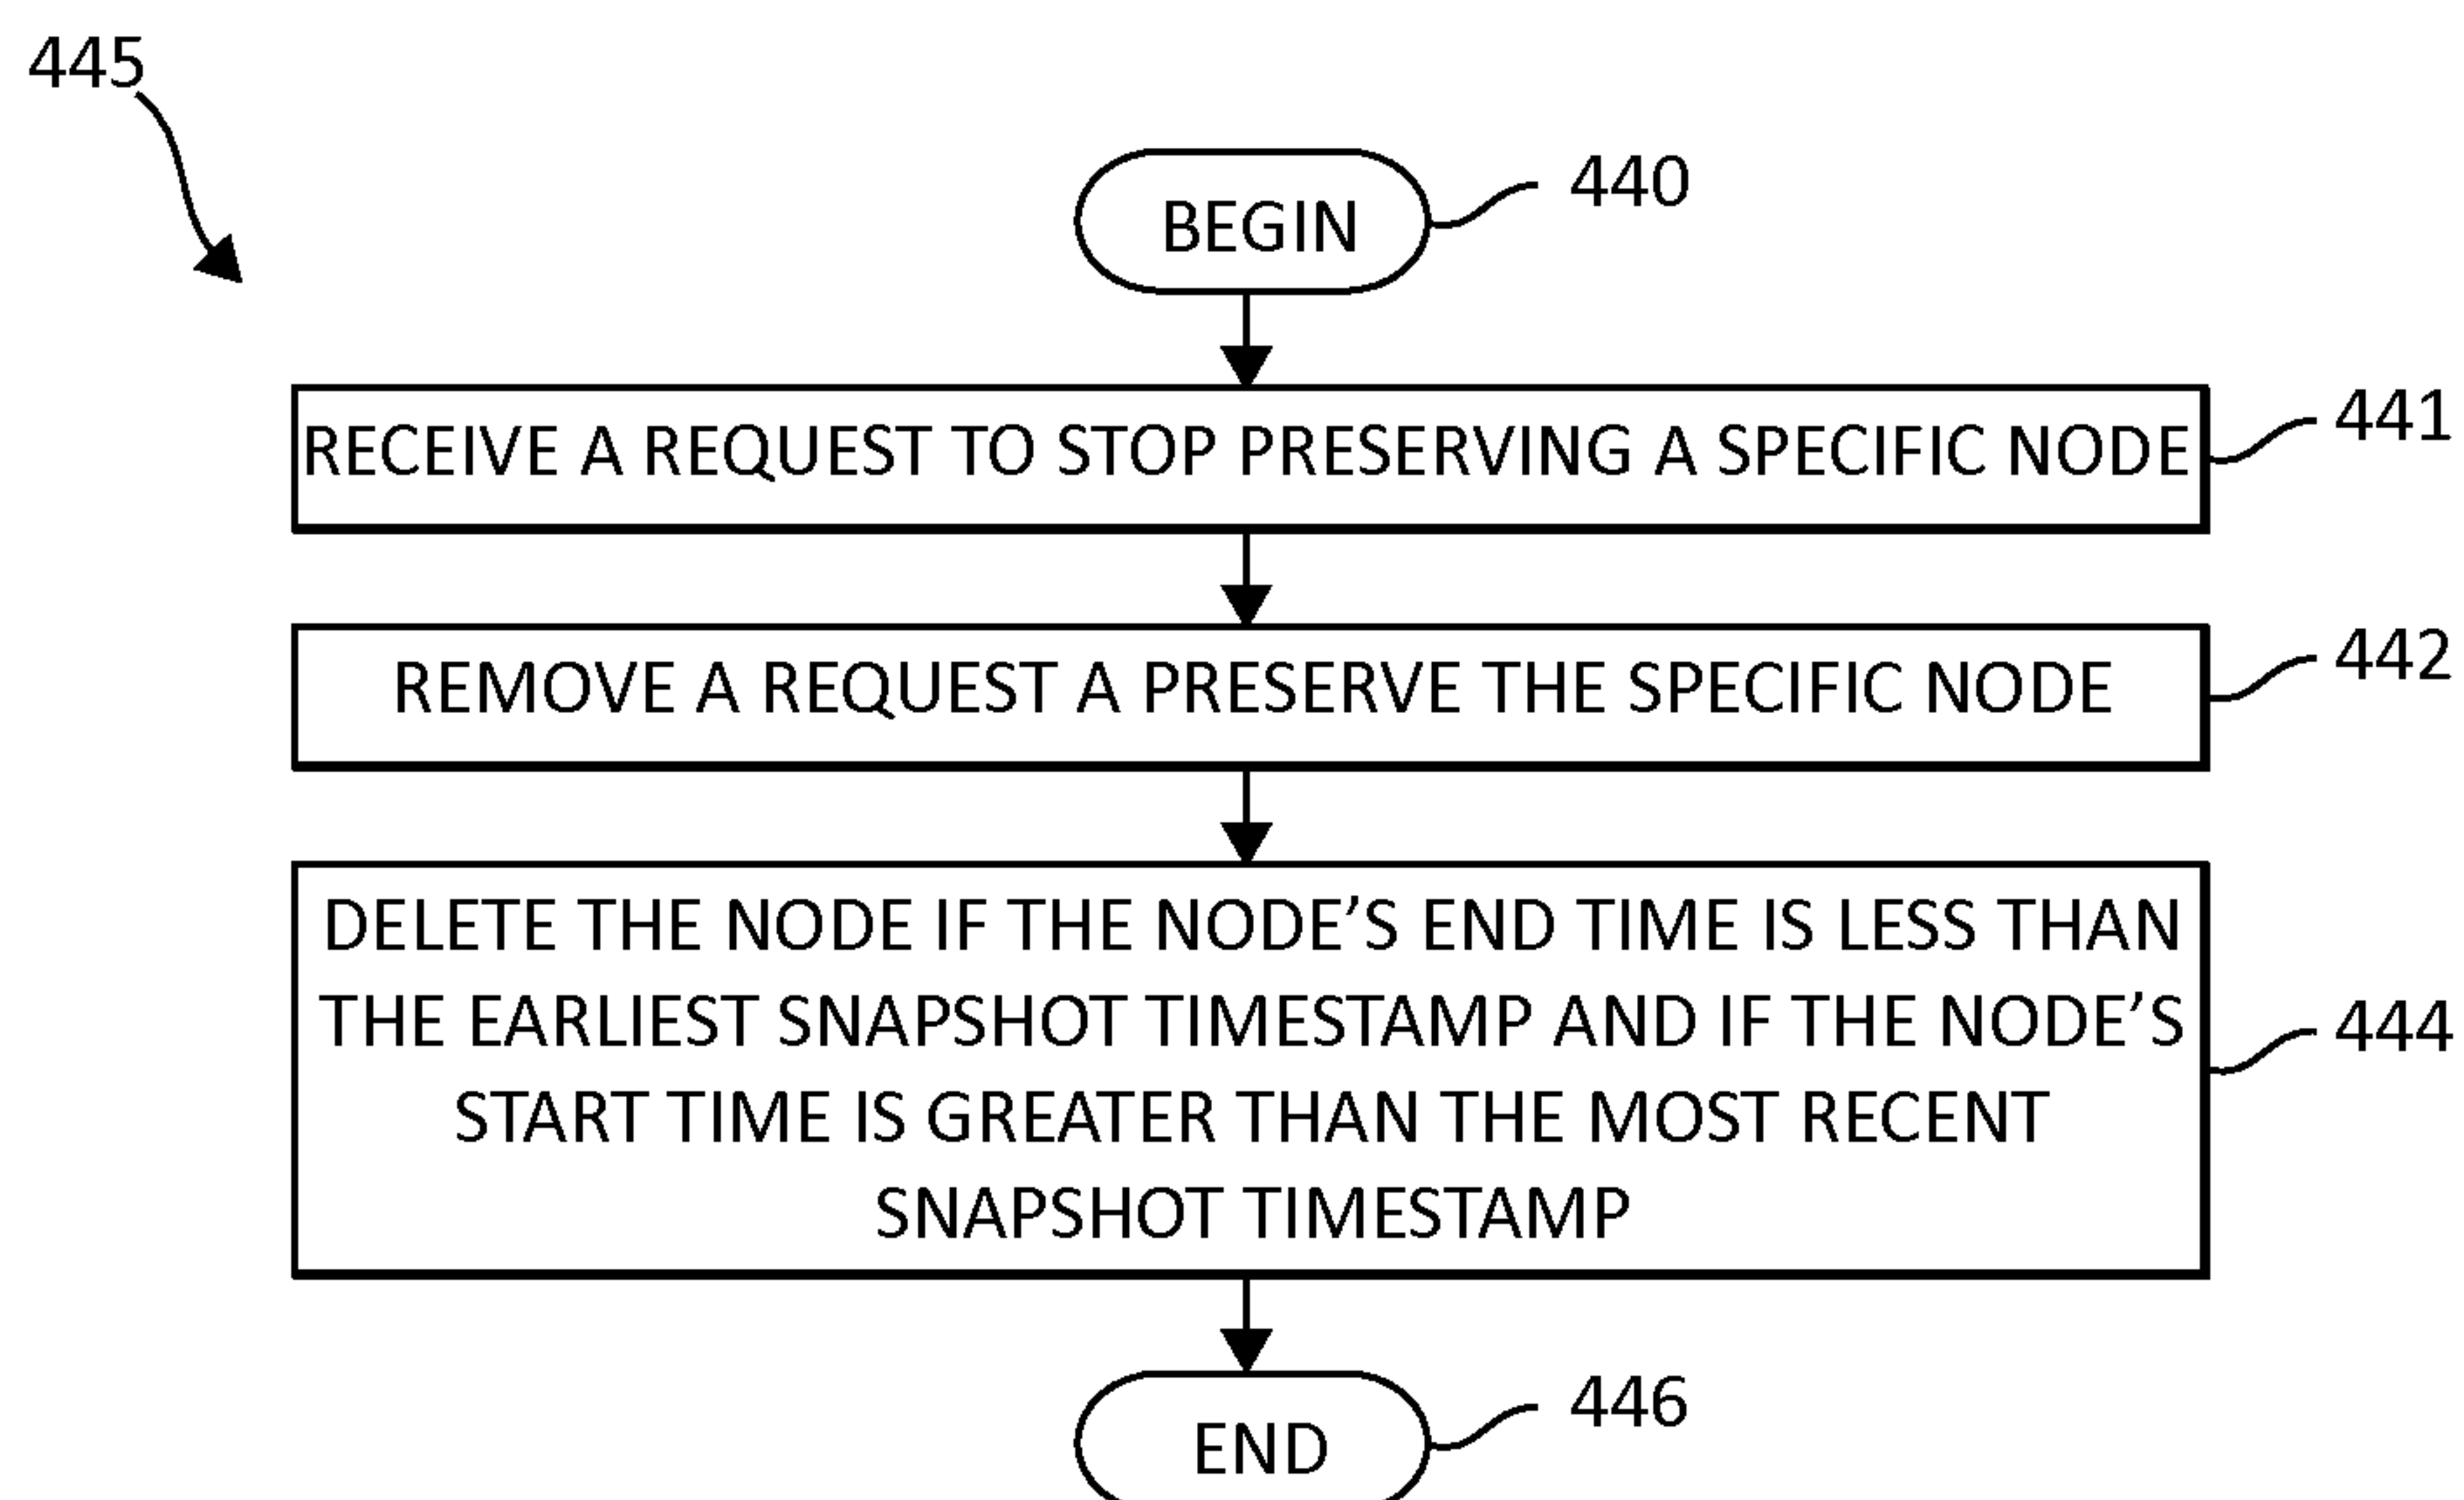 445
BEGIN
440
RECEIVE A REQUEST TO STOP PRESERVING A SPECIFIC NODE
441
REMOVE A REQUEST A PRESERVE THE SPECIFIC NODE
442
DELETE THE NODE IF THE NODE’S END TIME IS LESS THAN
THE EARLIEST SNAPSHOT TIMESTAMP AND IF THE NODE’S
START TIME IS GREATER THAN THE MOST RECENT
SNAPSHOT TIMESTAMP
444
END
446